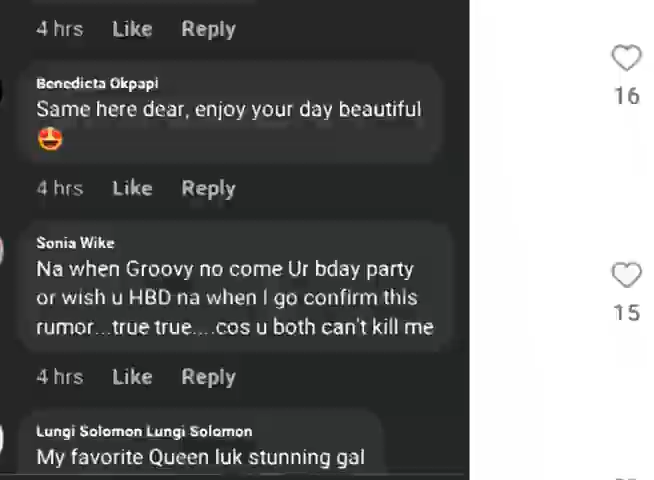 4 hrs Like Reply
16
Benedicta Okpapi
Same here dear, enjoy your day beautiful
😍
4 hrs Like Reply
Sonia Wike
Na when Groovy no come Ur bday party
or wish u HBD na when I go confirm this
rumor...true true....cos u both can't kill me
15
4 hrs Like Reply
Lungi Solomon Lungi Solomon
My favorite Queen luk stunning gal